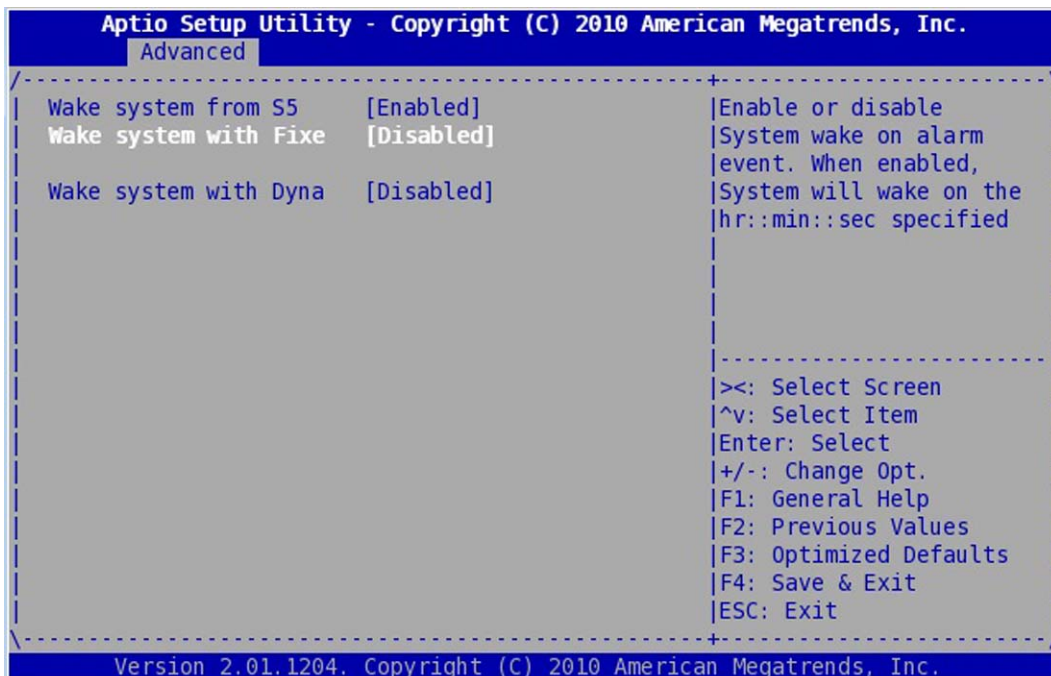 Aptio Setup Utility - Copyright (C) 2010 American Megatrends, Inc.
Advanced
Wake system from S5 [Enabled]
Wake system with Fixe [Disabled]
Wake system with Dyna [Disabled]
Enable or disable
System wake on alarm
event. When enabled,
System will wake on the
hr::min::sec specified
><: Select Screen
^v: Select Item
Enter: Select
+/-: Change Opt.
F1: General Help
F2: Previous Values
F3: Optimized Defaults
F4: Save & Exit
ESC: Exit
Version 2.01.1204. Copyright (C) 2010 American Megatrends, Inc.